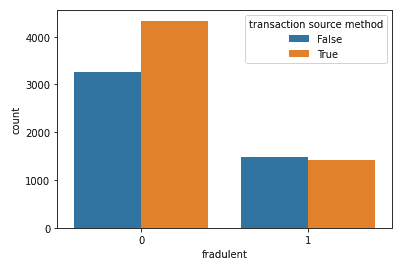 transaction source method
False
True
4000
3000
2000
1000
0
count
0
1
fradulent